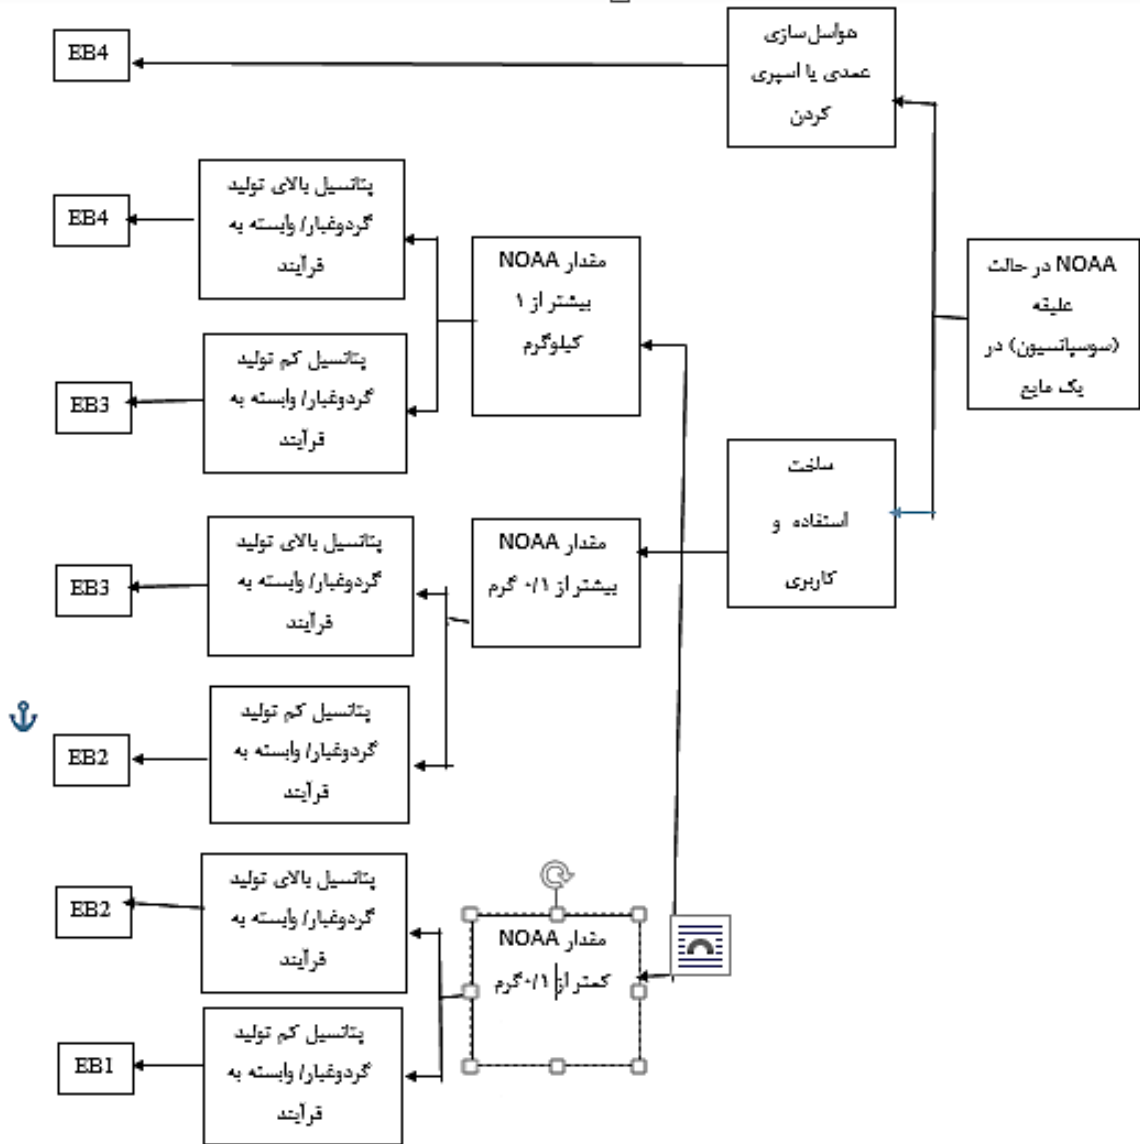 NOAA در حالت
علیقه
(سوسپانسیون) در
یک مایع
هواسل‌سازی
عمدی یا اسپری
کردن
EB4
ساخت
استفاده و
کاربری
مقدار NOAA
بیشتر از ۱
کیلوگرم
پتانسیل بالای تولید
گردوغبار/ وابسته به
فرآیند
EB4
پتانسیل کم تولید
گردوغبار/ وابسته به
فرآیند
EB3
مقدار NOAA
بیشتر از ۰/۱ گرم
پتانسیل بالای تولید
گردوغبار/ وابسته به
فرآیند
EB3
پتانسیل کم تولید
گردوغبار/ وابسته به
فرآیند
EB2
مقدار NOAA
کمتر از ۰/۱گرم
پتانسیل بالای تولید
گردوغبار/ وابسته به
فرآیند
EB2
پتانسیل کم تولید
گردوغبار/ وابسته به
فرآیند
EB1